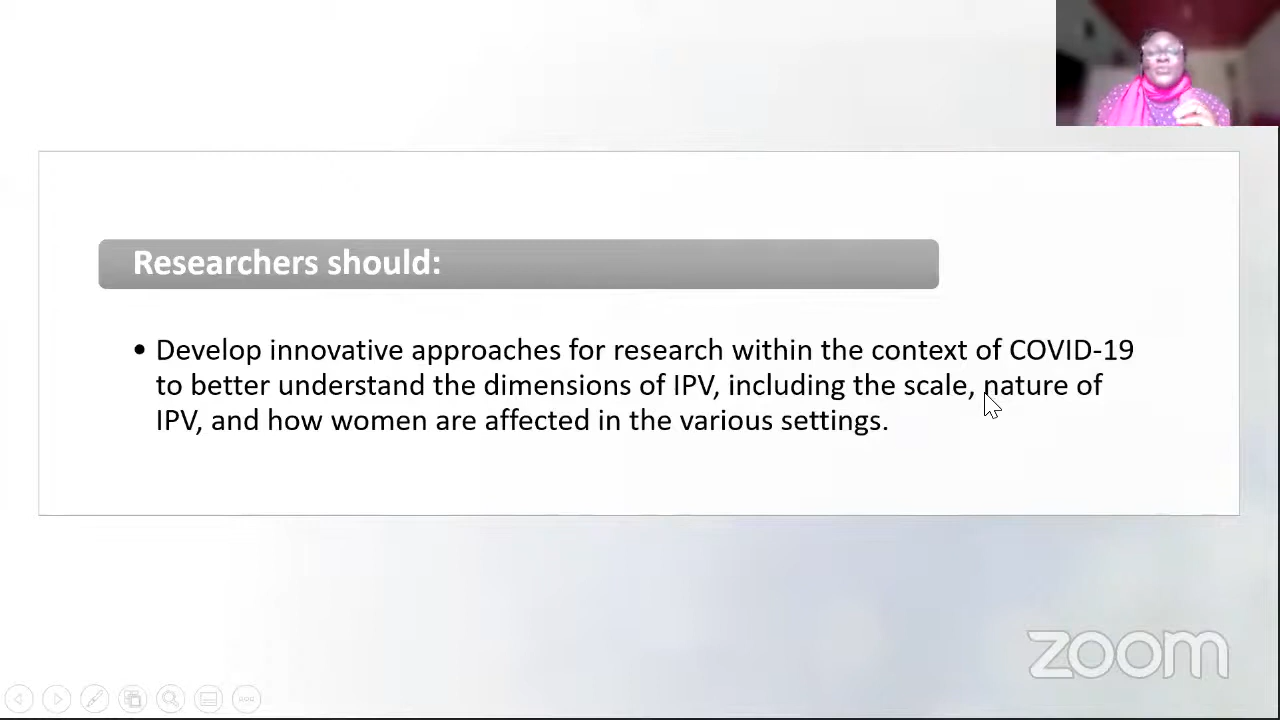 Researchers should:
• Develop innovative approaches for research within the context of COVID-19
to better understand the dimensions of IPV, including the scale, nature of
IPV, and how women are affected in the various settings.
zoom